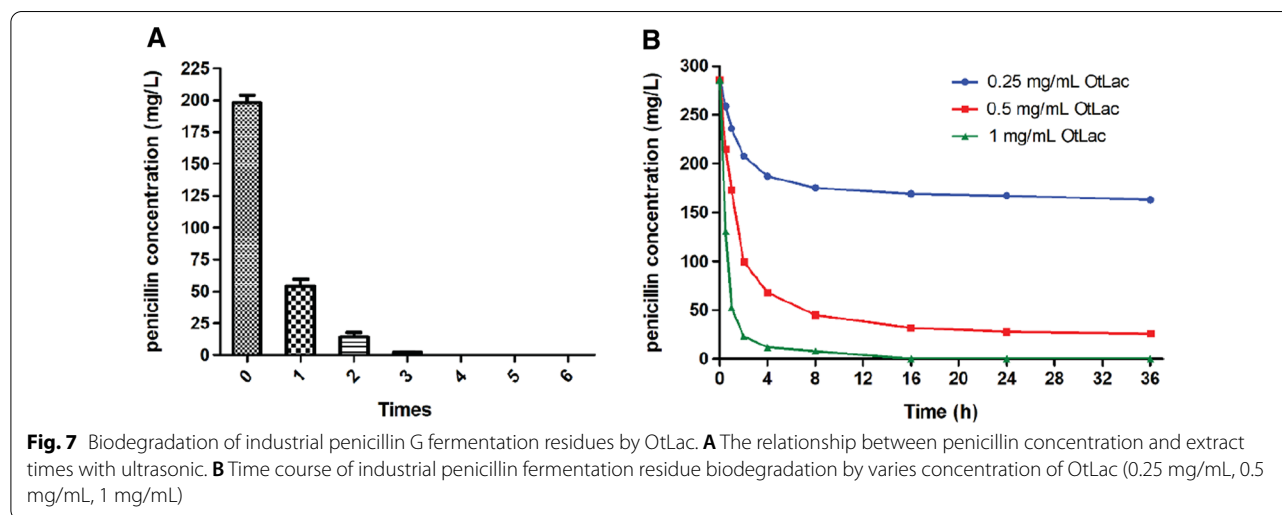 A
penicillin concentration (mg/L)
225
200
175
150
125
100
75
50
25
0
0 1 2 3 4 5 6
Times
B
penicillin concentration (mg/L)
300
250
200
150
100
50
0
0 4 8 12 16 20 24 28 32 36
Time (h)
0.25 mg/mL OtLac
0.5 mg/mL OtLac
1 mg/mL OtLac
Fig. 7 Biodegradation of industrial penicillin G fermentation residues by OtLac. A The relationship between penicillin concentration and extract
times with ultrasonic. B Time course of industrial penicillin fermentation residue biodegradation by varies concentration of OtLac (0.25 mg/mL, 0.5
mg/mL, 1 mg/mL)